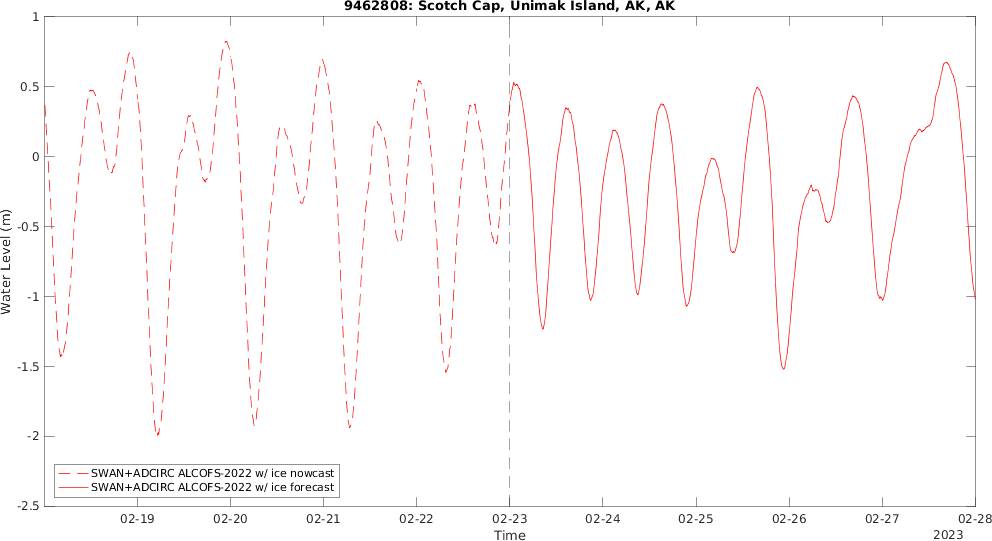 9462808: Scotch Cap, Unimak Island, AK, AK
1
0.5
0
-0.5
-1
-1.5
-2
-2.5
Water Level (m)
SWAN+ADCIRC ALCOFS-2022 w/ ice nowcast
SWAN+ADCIRC ALCOFS-2022 w/ ice forecast
02-19 02-20 02-21 02-22 02-23 02-24 02-25 02-26 02-27 02-28
Time
2023